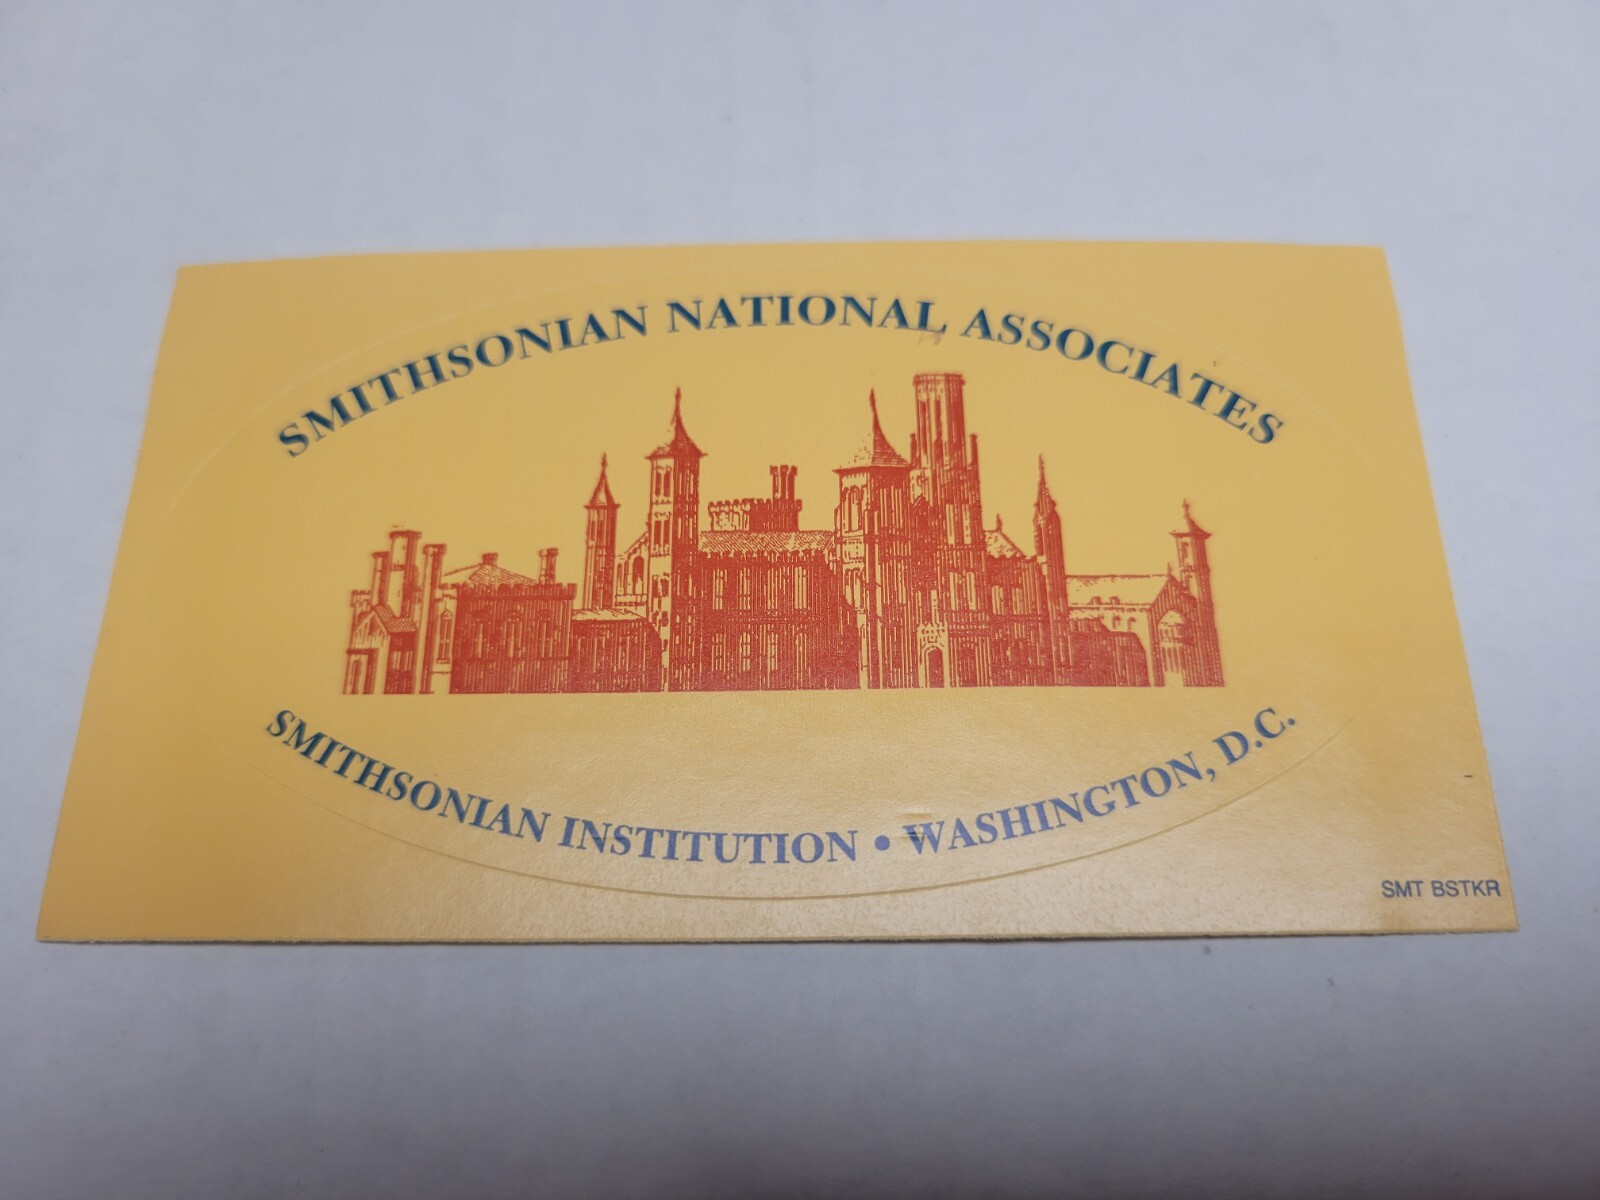 SMITHSONIAN NATIONAL ASSOCIATES
SMITHSONIAN INSTITUTION • WASHINGTON, D.C.
SMT BSTKR